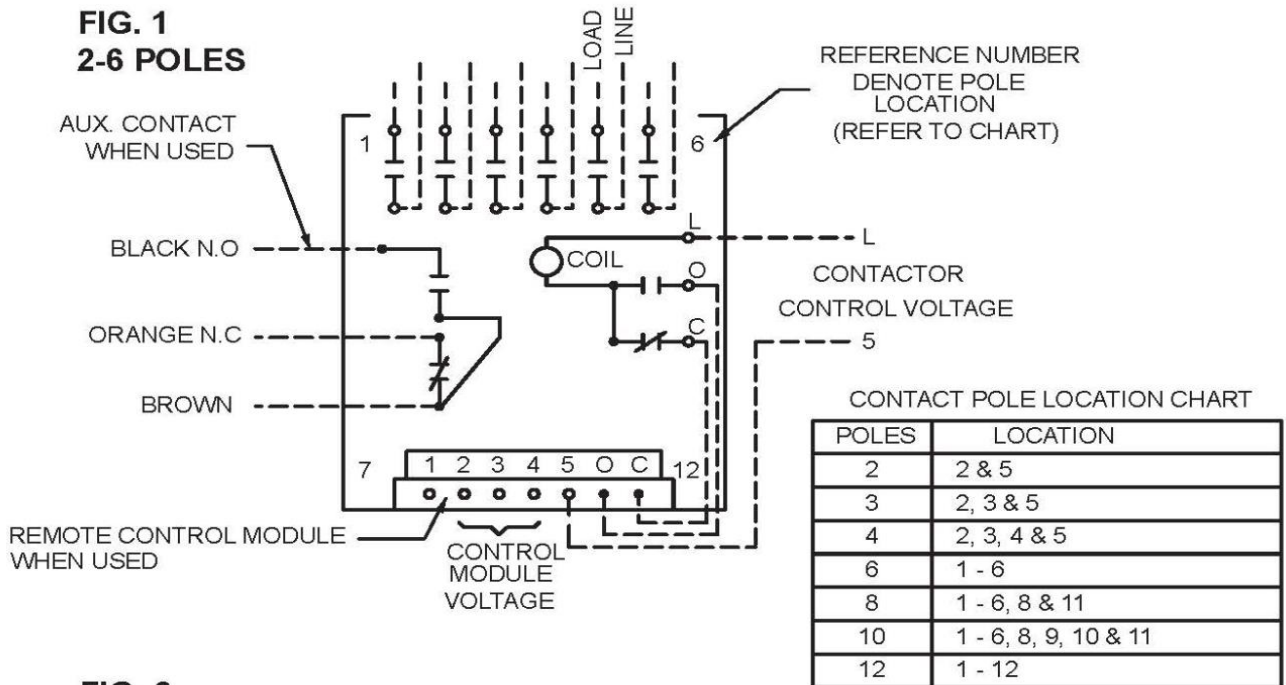 FIG. 1
2-6 POLES
LOAD
LINE
REFERENCE NUMBER
DENOTE POLE
LOCATION
(REFER TO CHART)
AUX. CONTACT
WHEN USED
1
6
BLACK N.O
L
L
COIL
O
CONTACTOR
CONTROL VOLTAGE
ORANGE N.C
C
5
BROWN
7
1 2 3 4 5 O C
12
REMOTE CONTROL MODULE
WHEN USED
CONTROL
MODULE
VOLTAGE
CONTACT POLE LOCATION CHART
POLES LOCATION
2 2 & 5
3 2, 3 & 5
4 2, 3, 4 & 5
6 1 - 6
8 1 - 6, 8 & 11
10 1 - 6, 8, 9, 10 & 11
12 1 - 12